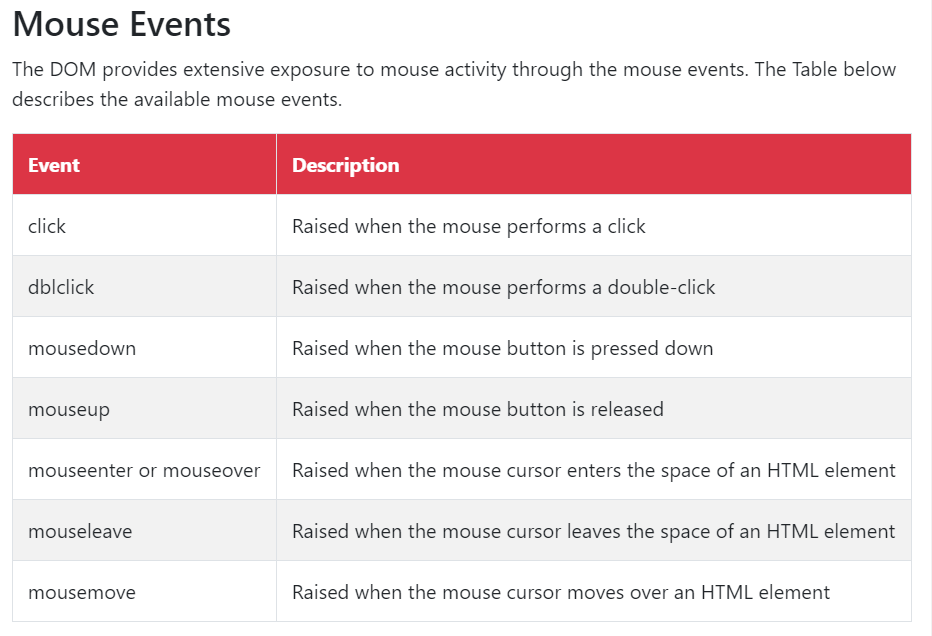 Mouse Events
The DOM provides extensive exposure to mouse activity through the mouse events. The Table below
describes the available mouse events.
Event Description
click Raised when the mouse performs a click
dblclick Raised when the mouse performs a double-click
mousedown Raised when the mouse button is pressed down
mouseup Raised when the mouse button is released
mouseenter or mouseover Raised when the mouse cursor enters the space of an HTML element
mouseleave Raised when the mouse cursor leaves the space of an HTML element
mousemove Raised when the mouse cursor moves over an HTML element